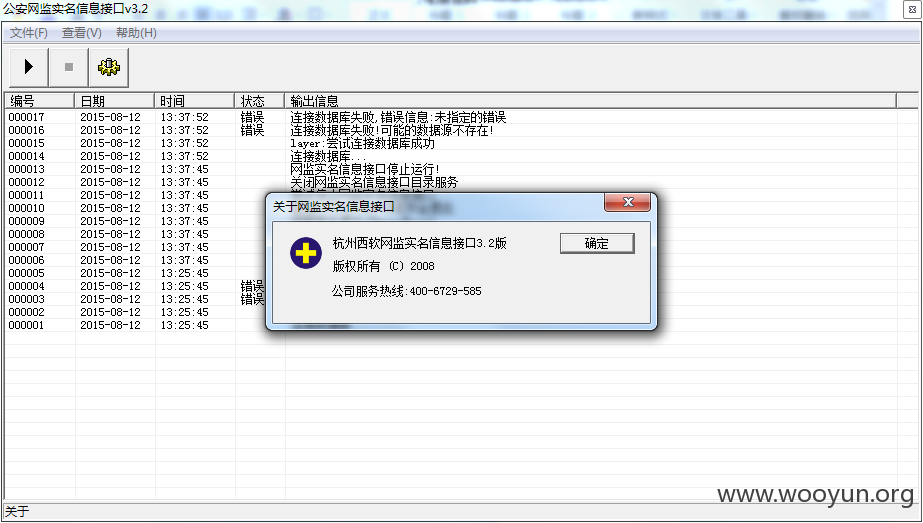 公安网监实名信息接口v3.2
文件(F) 查看(V) 帮助(H)
编号 日期 时间 状态 输出信息
000017 2015-08-12 13:37:52 错误 连接数据库失败,错误信息:未指定的错误
000016 2015-08-12 13:37:52 错误 连接数据库失败!可能的数据源不存在!
000015 2015-08-12 13:37:52 layer:尝试连接数据库成功
000014 2015-08-12 13:37:52 连接数据库...
000013 2015-08-12 13:37:45 网监实名信息接口停止运行!
000012 2015-08-12 13:37:45 关闭网监实名信息接口目录服务
000011 2015-08-12 13:37:45
000010 2015-08-12 13:37:45
000009 2015-08-12 13:37:45
000008 2015-08-12 13:37:45
000007 2015-08-12 13:37:45
000006 2015-08-12 13:37:45
000005 2015-08-12 13:25:45
000004 2015-08-12 13:25:45 错误
000003 2015-08-12 13:25:45 错误
000002 2015-08-12 13:25:45
000001 2015-08-12 13:25:45
关于网监实名信息接口
杭州西软网监实名信息接口3.2版
确定
版权所有 (C) 2008
公司服务热线:400-6729-585
www.wooyun.org
关于